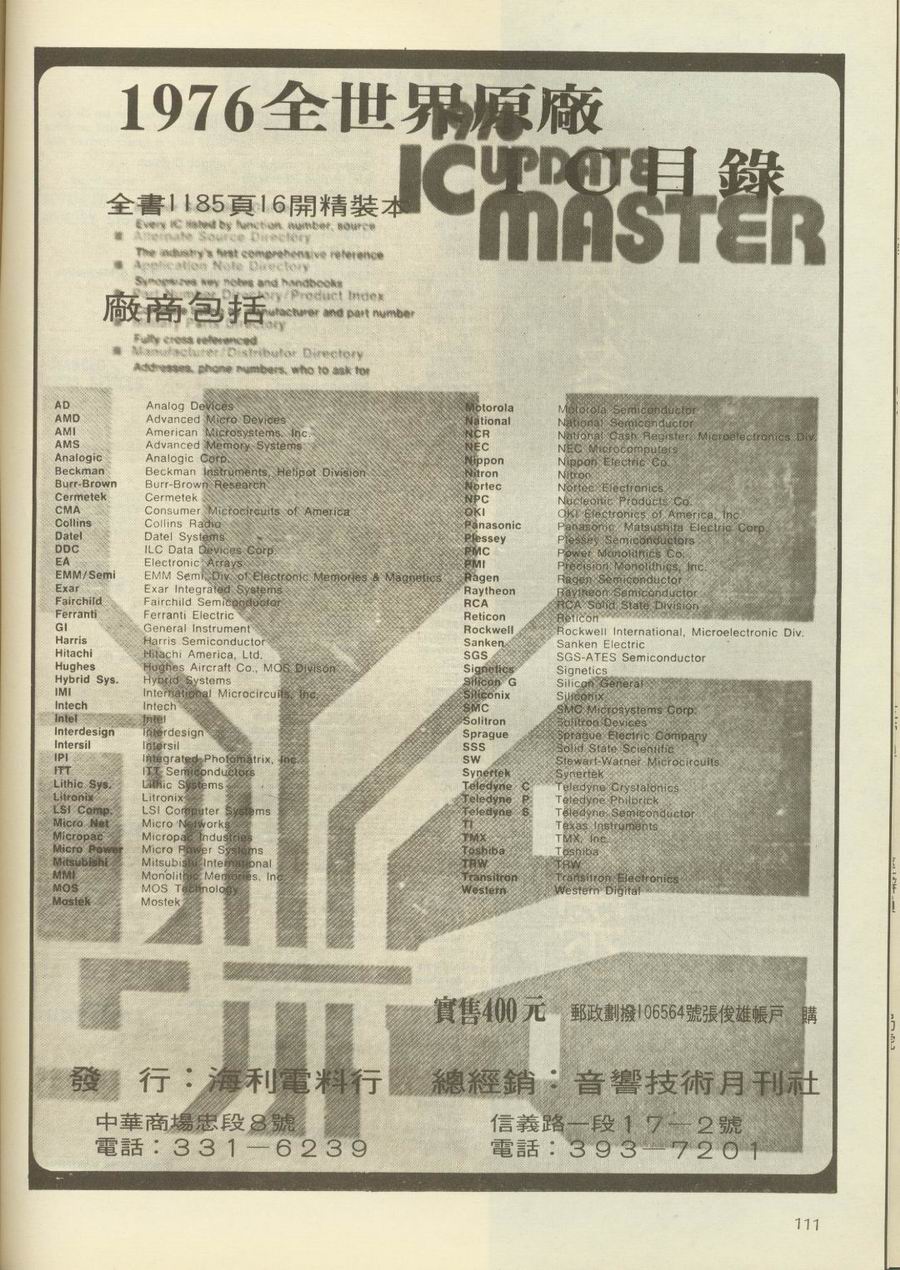 1976全世界原廠
IC目錄
1976
IC UPDATE
MASTER
全書1185頁16開精裝本
Every IC listed by function, number, source
Alternate Source Directory
The industry's first comprehensive reference
Application Note Directory
Synopsizes key notes and handbooks
Part Number Directory/Product Index
廠商包括
manufacturer and part number
Directory
Fully cross referenced
Manufacturer/Distributor Directory
Addresses, phone numbers, who to ask for
AD Analog Devices
AMD Advanced Micro Devices
AMI American Microsystems, Inc.
AMS Advanced Memory Systems
Analogic Analogic Corp.
Beckman Beckman Instruments, Helipot Division
Burr-Brown Burr-Brown Research
Cermetek Cermetek
CMA Consumer Microcircuits of America
Collins Collins Radio
Datel Datel Systems
DDC ILC Data Devices Corp.
EA Electronic Arrays
EMM/Semi EMM Semi, Div. of Electronic Memories & Magnetics
Exar Exar Integrated Systems
Fairchild Fairchild Semiconductor
Ferranti Ferranti Electric
GI General Instrument
Harris Harris Semiconductor
Hitachi Hitachi America, Ltd.
Hughes Hughes Aircraft Co., MOS Divison
Hybrid Sys. Hybrid Systems
IMI International Microcircuits, Inc.
Intech Intech
Intel Intel
Interdesign Interdesign
Intersil Intersil
IPI Integrated Photomatrix, Inc.
ITT ITT Semiconductors
Lithic Sys. Lithic Systems
Litronix Litronix
LSI Comp. LSI Computer Systems
Micro Net Micro Networks
Micropac Micropac Industries
Micro Power Micro Power Systems
Mitsubishi Mitsubishi International
MMI Monolithic Memories, Inc.
MOS MOS Technology
Mostek Mostek
Motorola Motorola Semiconductor
National National Semiconductor
NCR National Cash Register, Microelectronics Div.
NEC NEC Microcomputers
Nippon Nippon Electric Co.
Nitron Nitron
Nortec Nortec Electronics
NPC Nucleonic Products Co.
OKI OKI Electronics of America, Inc.
Panasonic Panasonic, Matsushita Electric Corp.
Plessey Plessey Semiconductors
PMC Power Monolithics Co.
PMI Precision Monolithics, Inc.
Ragen Ragen Semiconductor
Raytheon Raytheon Semiconductor
RCA RCA Solid State Division
Reticon Reticon
Rockwell Rockwell International, Microelectronic Div.
Sanken Sanken Electric
SGS SGS-ATES Semiconductor
Signetics Signetics
Silicon G Silicon General
Siliconix Siliconix
SMC SMC Microsystems Corp.
Solitron Solitron Devices
Sprague Sprague Electric Company
SSS Solid State Scientific
SW Stewart-Warner Microcircuits
Synertek Synertek
Teledyne C Teledyne Crystalonics
Teledyne P Teledyne Philbrick
Teledyne S Teledyne Semiconductor
TI Texas Instruments
TMX TMX, Inc.
Toshiba Toshiba
TRW TRW
Transitron Transitron Electronics
Western Western Digital
實售400元 郵政劃撥106564號張俊雄帳戶 購
發 行：海利電料行
中華商場忠段8號
電話：331—6239
總經銷：音響技術月刊社
信義路一段17—2號
電話：393—7201
111